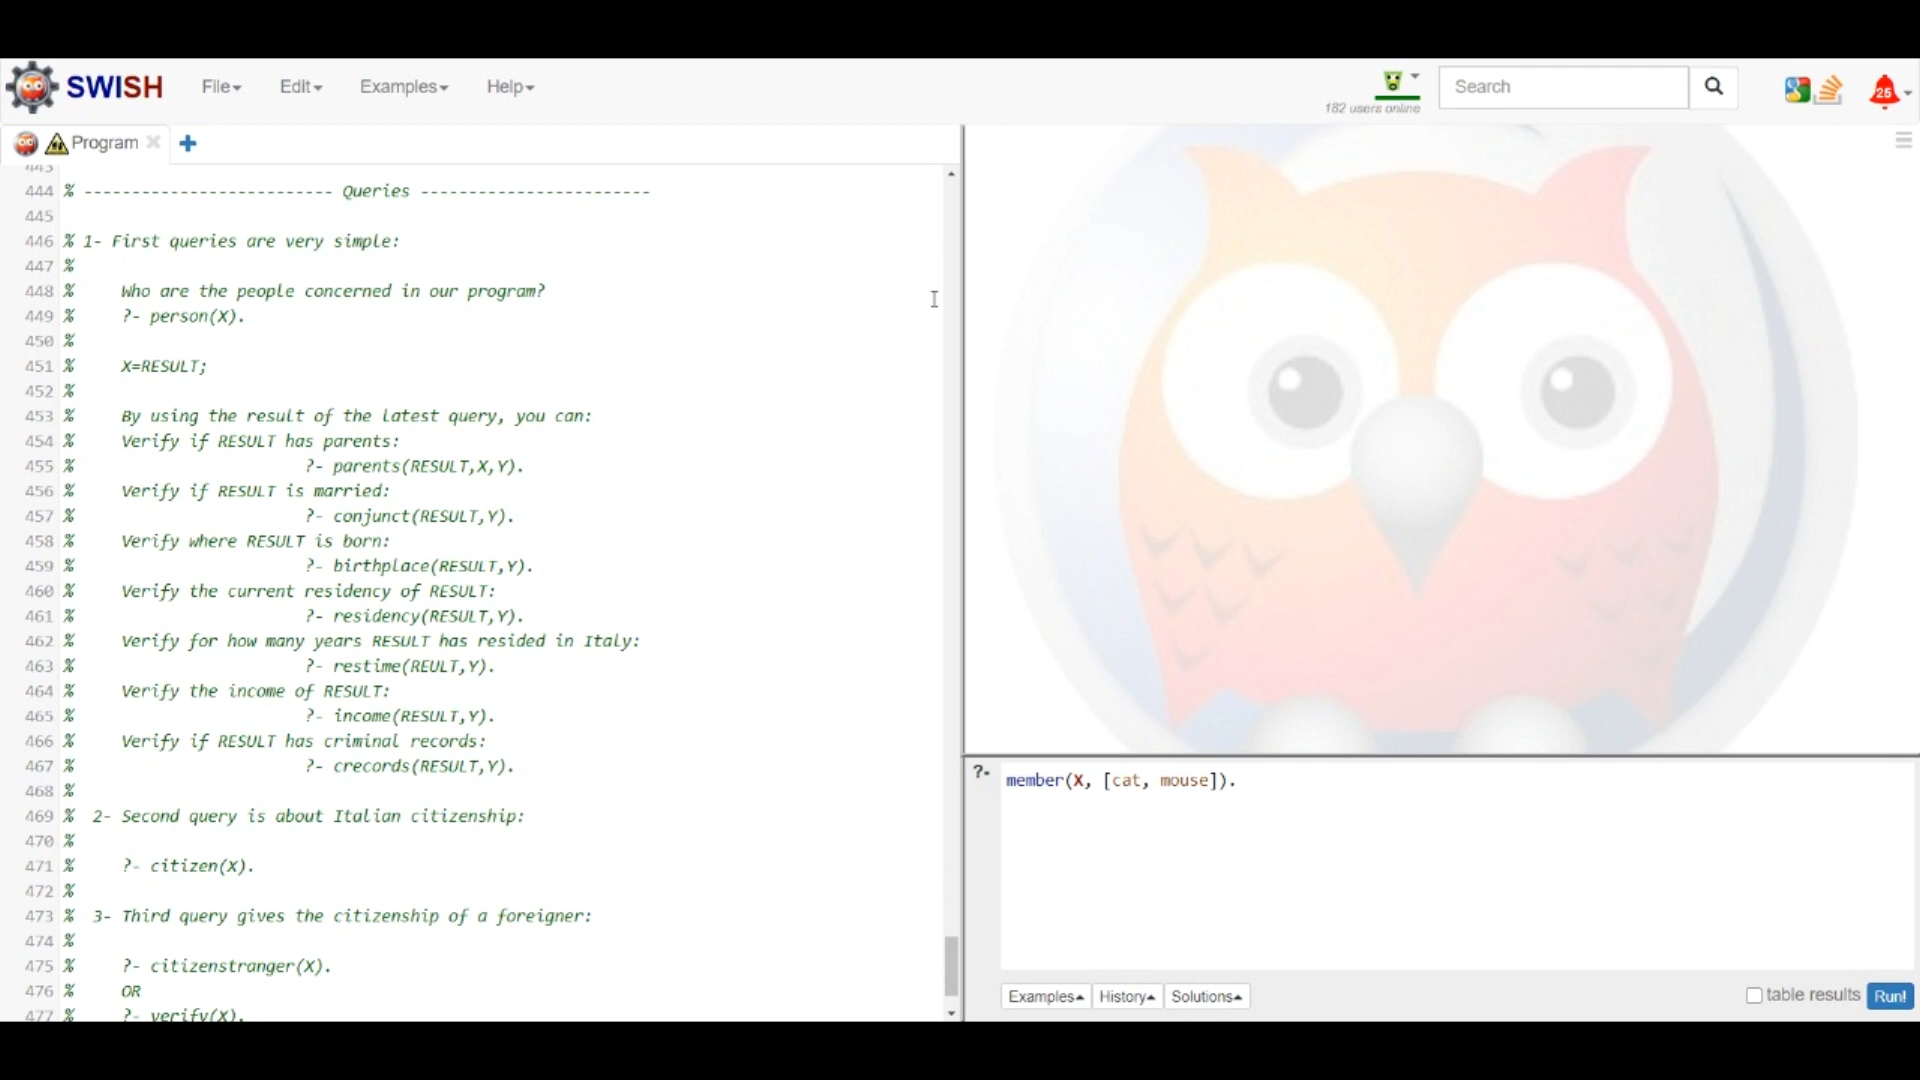 SWISH File Edit Examples Help
182 users online
Search
25
Program
444 % -------------------------- Queries ------------------------
445
446 % 1- First queries are very simple:
447 %
448 % Who are the people concerned in our program?
449 % ?- person(X).
450 %
451 % X=RESULT;
452 %
453 % By using the result of the latest query, you can:
454 % Verify if RESULT has parents:
455 % ?- parents(RESULT,X,Y).
456 % Verify if RESULT is married:
457 % ?- conjunct(RESULT,Y).
458 % Verify where RESULT is born:
459 % ?- birthplace(RESULT,Y).
460 % Verify the current residency of RESULT:
461 % ?- residency(RESULT,Y).
462 % Verify for how many years RESULT has resided in Italy:
463 % ?- restime(REULT,Y).
464 % Verify the income of RESULT:
465 % ?- income(RESULT,Y).
466 % Verify if RESULT has criminal records:
467 % ?- crecords(RESULT,Y).
468 %
469 % 2- Second query is about Italian citizenship:
470 %
471 % ?- citizen(X).
472 %
473 % 3- Third query gives the citizenship of a foreigner:
474 %
475 % ?- citizenstranger(X).
476 % OR
477 % ?- verify(X).
?- member(X, [cat, mouse]).
Examples History Solutions
table results Run!